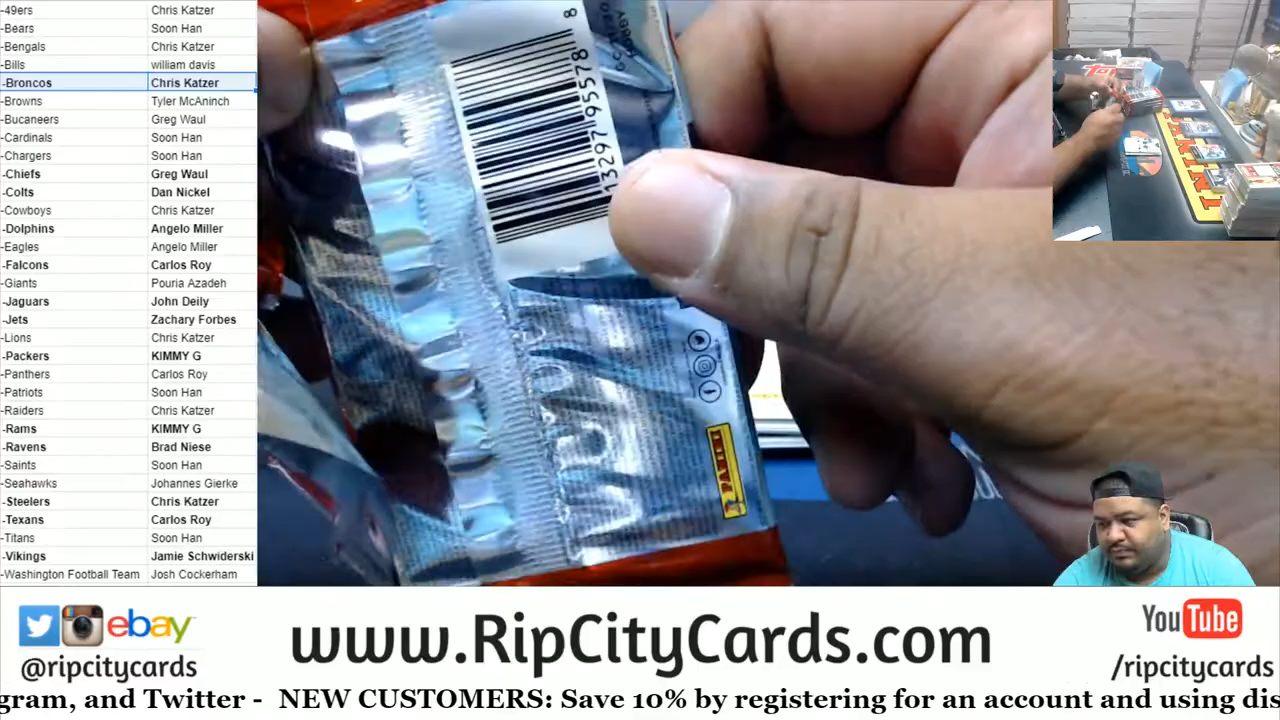 -49ers Chris Katzer
-Bears Soon Han
-Bengals Chris Katzer
-Bills william davis
-Broncos Chris Katzer
-Browns Tyler McAninch
-Bucaneers Greg Waul
-Cardinals Soon Han
-Chargers Soon Han
-Chiefs Greg Waul
-Colts Dan Nickel
-Cowboys Chris Katzer
-Dolphins Angelo Miller
-Eagles Angelo Miller
-Falcons Carlos Roy
-Giants Pouria Azadeh
-Jaguars John Deily
-Jets Zachary Forbes
-Lions Chris Katzer
-Packers KIMMY G
-Panthers Carlos Roy
-Patriots Soon Han
-Raiders Chris Katzer
-Rams KIMMY G
-Ravens Brad Niese
-Saints Soon Han
-Seahawks Johannes Gierke
-Steelers Chris Katzer
-Texans Carlos Roy
-Titans Soon Han
-Vikings Jamie Schwiderski
-Washington Football Team Josh Cockerham
8
13297 95578
PANINI
PANINI
ebay
@ripcitycards
www.RipCityCards.com
YouTube
/ripcitycards
gram, and Twitter - NEW CUSTOMERS: Save 10% by registering for an account and using dis